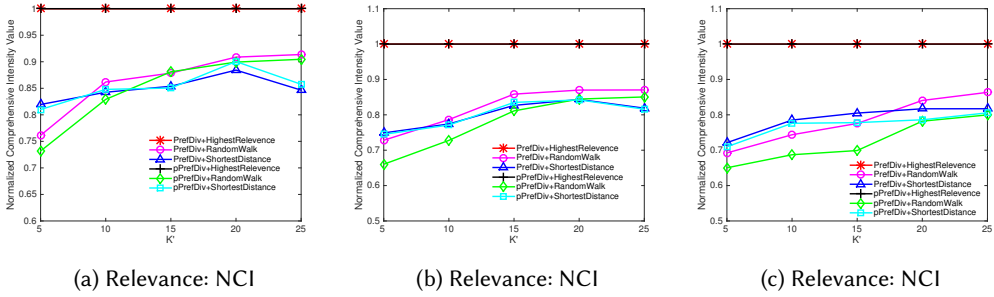 Normalized Comprehensive Intensity Value
1
0.95
0.9
0.85
0.8
0.75
0.7
0.65
0.6
5
10
15
20
25
K'
PrefDiv+HighestRelevence
PrefDiv+RandomWalk
PrefDiv+ShortestDistance
pPrefDiv+HighestRelevence
pPrefDiv+RandomWalk
pPrefDiv+ShortestDistance
(a) Relevance: NCI
Normalized Comprehensive Intensity Value
1.1
1
0.9
0.8
0.7
0.6
0.5
5
10
15
20
25
K'
PrefDiv+HighestRelevence
PrefDiv+RandomWalk
PrefDiv+ShortestDistance
pPrefDiv+HighestRelevence
pPrefDiv+RandomWalk
pPrefDiv+ShortestDistance
(b) Relevance: NCI
Normalized Comprehensive Intensity Value
1.1
1
0.9
0.8
0.7
0.6
0.5
5
10
15
20
25
K'
PrefDiv+HighestRelevence
PrefDiv+RandomWalk
PrefDiv+ShortestDistance
pPrefDiv+HighestRelevence
pPrefDiv+RandomWalk
pPrefDiv+ShortestDistance
(c) Relevance: NCI